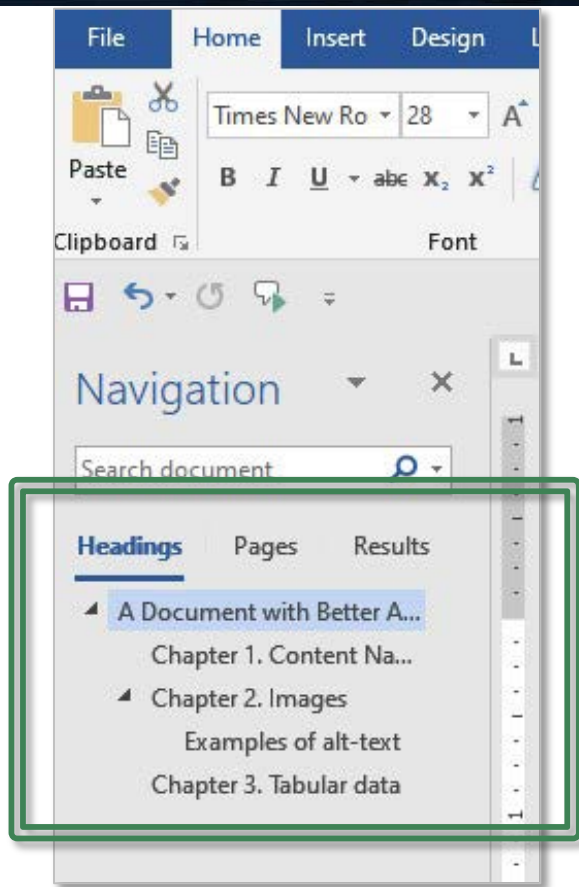 File Home Insert Design
Times New Ro 28 A
Paste B I U abc X₂ X²
Clipboard Font
Navigation
Search document
Headings Pages Results
A Document with Better A...
Chapter 1. Content Na...
Chapter 2. Images
Examples of alt-text
Chapter 3. Tabular data
L
1
1